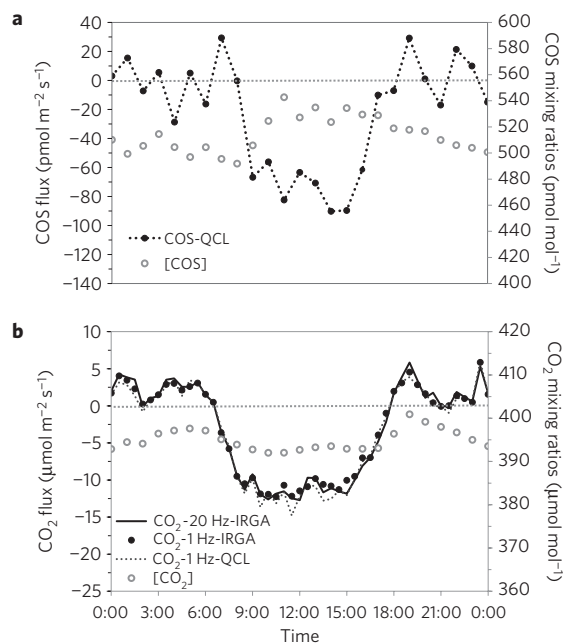 a
40
20
0
−20
−40
−60
−80
−100
−120
−140
COS flux (pmol m−2 s−1)
COS-QCL
[COS]
600
580
560
540
520
500
480
460
440
420
400
COS mixing ratios (pmol mol−1)
b
10
5
0
−5
−10
−15
−20
−25
CO2 flux (µmol m−2 s−1)
CO2-20 Hz-IRGA
CO2-1 Hz-IRGA
CO2-1 Hz-QCL
[CO2]
420
410
400
390
380
370
360
CO2 mixing ratios (µmol mol−1)
0:00 3:00 6:00 9:00 12:00 15:00 18:00 21:00 0:00
Time